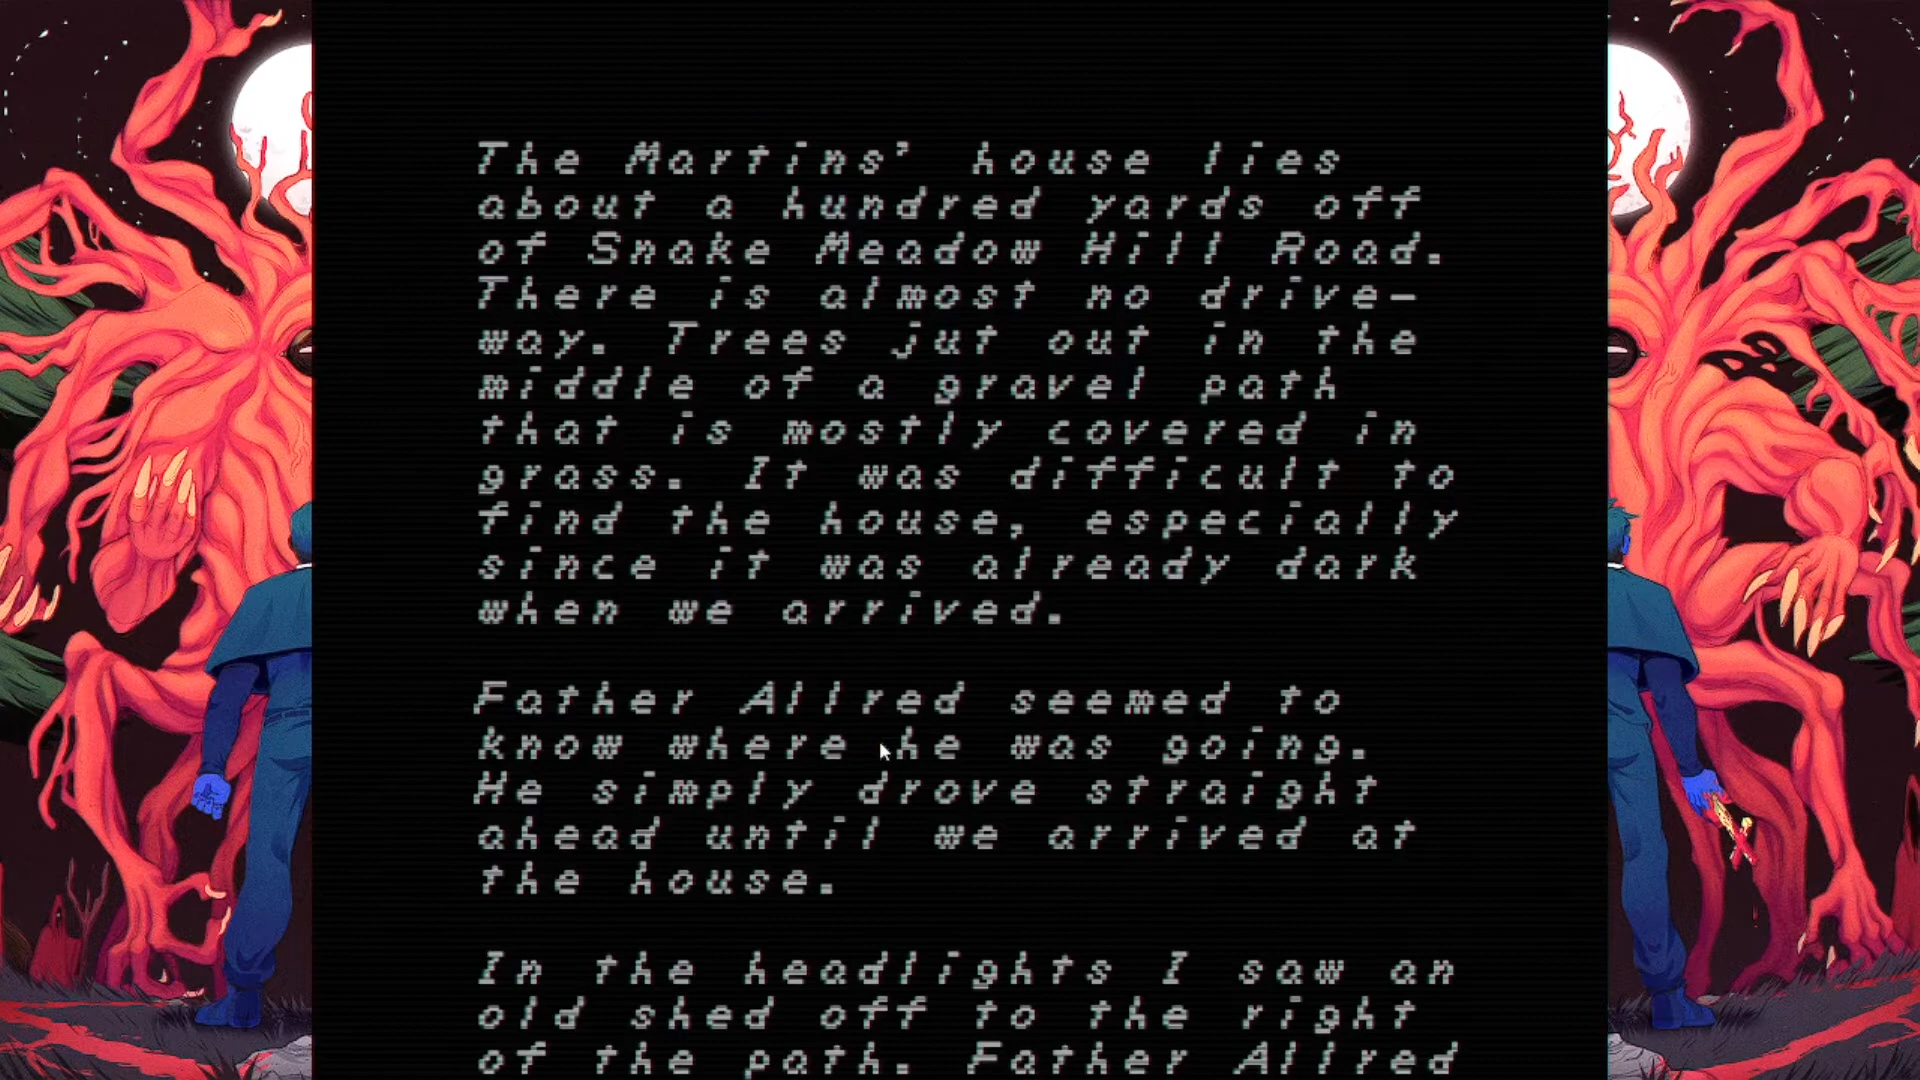 The Martins' house lies
about a hundred yards off
of Snake Meadow Hill Road.
There is almost no drive-
way. Trees jut out in the
middle of a gravel path
that is mostly covered in
grass. It was difficult to
find the house, especially
since it was already dark
when we arrived.
Father Allred seemed to
know where he was going.
He simply drove straight
ahead until we arrived at
the house.
In the headlights I saw an
old shed off to the right
of the path. Father Allred